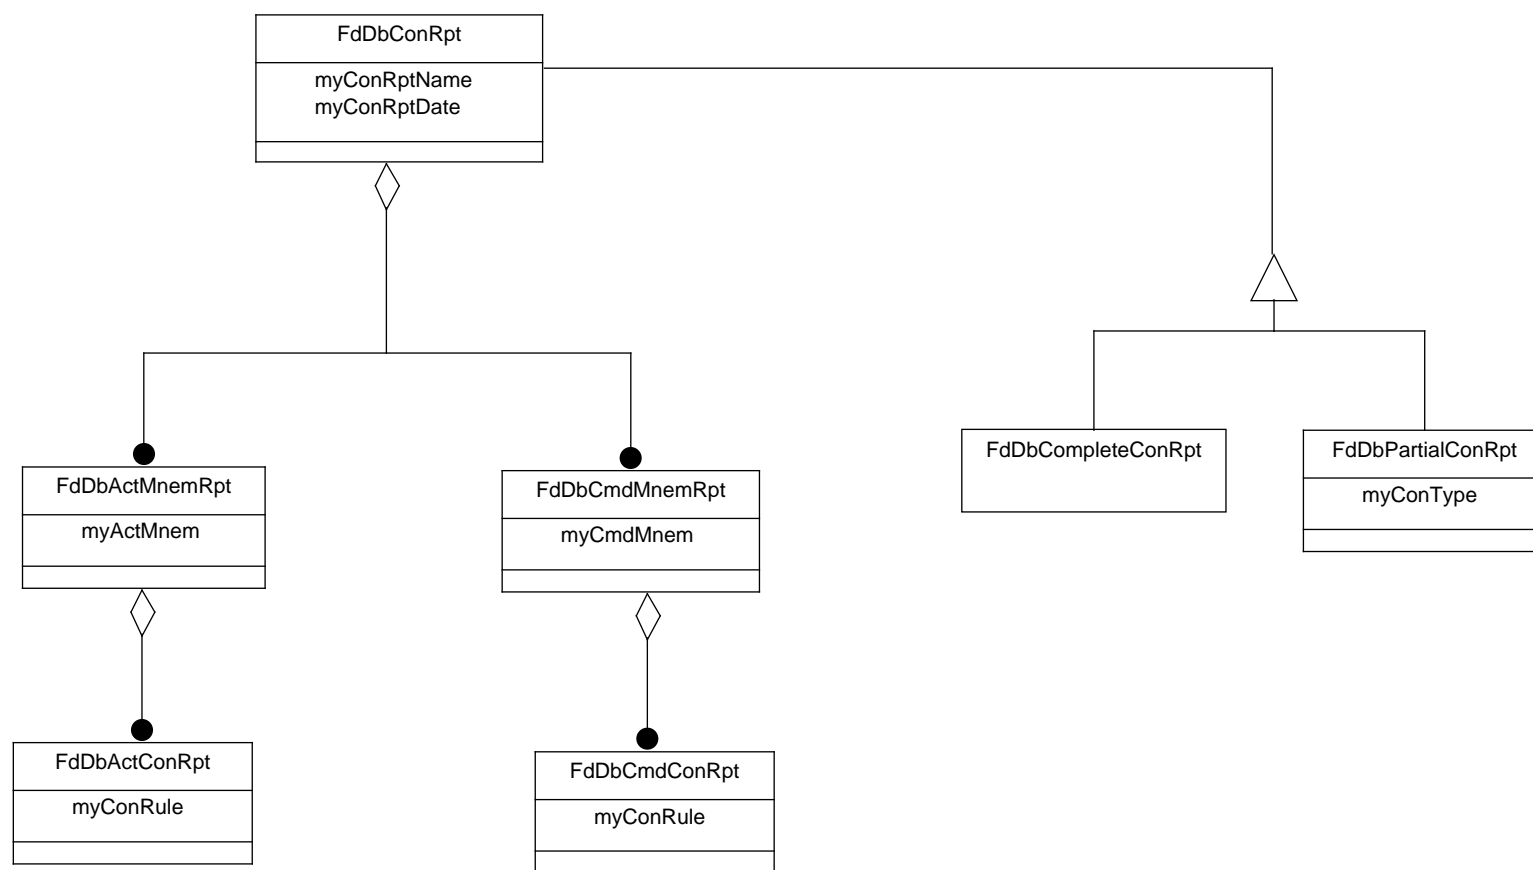 FdDbConRpt
myConRptName
myConRptDate
FdDbCompleteConRpt
FdDbPartialConRpt
myConType
FdDbActMnemRpt
myActMnem
FdDbCmdMnemRpt
myCmdMnem
FdDbActConRpt
myConRule
FdDbCmdConRpt
myConRule